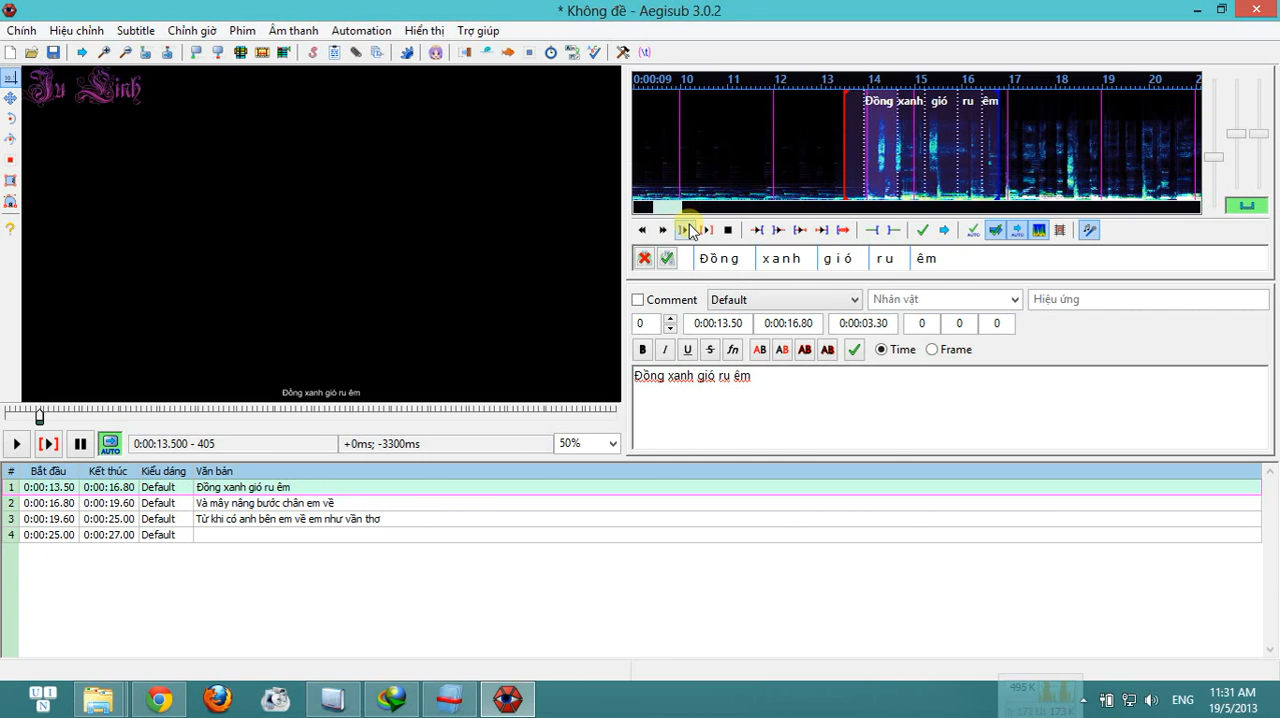 * Không đề - Aegisub 3.0.2
Chính Hiệu chỉnh Subtitle Chỉnh giờ Phim Âm thanh Automation Hiển thị Trợ giúp
Tu Linh
0:00:09 10 11 12 13 14 15 16 17 18 19 20 2
Đồng xanh gió ru êm
Đồng xanh gió ru êm
Comment Default Nhân vật Hiệu ứng
0 0:00:13.50 0:00:16.80 0:00:03.30 0 0 0
B I U S fn AB AB AB AB Time Frame
Đồng xanh gió ru êm
Đồng xanh gió ru êm
AUTO 0:00:13.500 - 405 +0ms; -3300ms 50%
# Bắt đầu Kết thúc Kiểu dáng Văn bản
1 0:00:13.50 0:00:16.80 Default Đồng xanh gió ru êm
2 0:00:16.80 0:00:19.60 Default Và mây nâng bước chân em về
3 0:00:19.60 0:00:25.00 Default Từ khi có anh bên em về em như vần thơ
4 0:00:25.00 0:00:27.00 Default
U I
N
495 K
D:172 U: 173 K
ENG
11:31 AM
19/5/2013